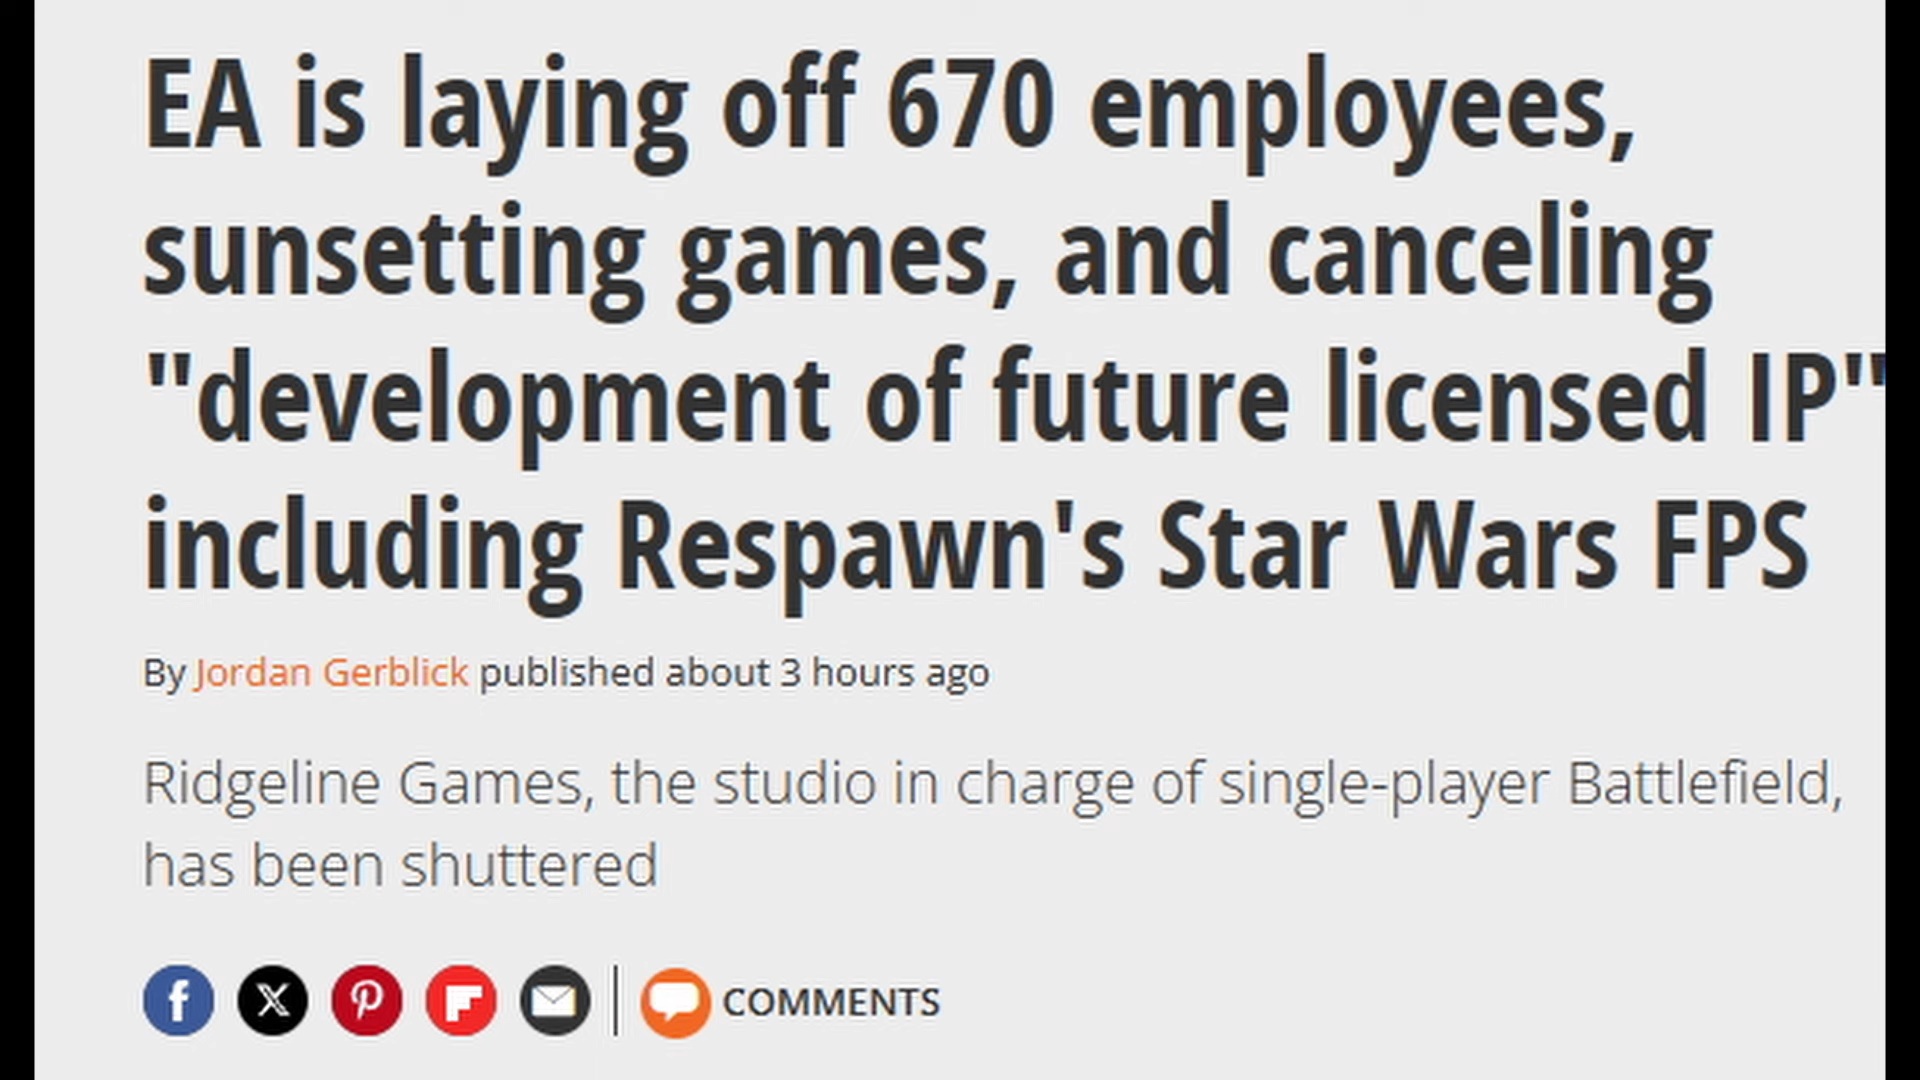 EA is laying off 670 employees,
sunsetting games, and canceling
"development of future licensed IP"
including Respawn's Star Wars FPS
By Jordan Gerblick published about 3 hours ago
Ridgeline Games, the studio in charge of single-player Battlefield,
has been shuttered
COMMENTS